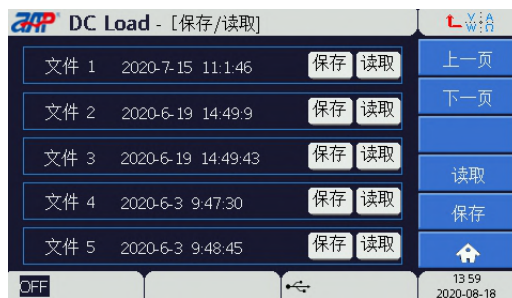 ZAP DC Load - [保存/读取]
V A
W Ω
文件 1 2020-7-15 11:1:46 保存 读取
文件 2 2020-6-19 14:49:9 保存 读取
文件 3 2020-6-19 14:49:43 保存 读取
文件 4 2020-6-3 9:47:30 保存 读取
文件 5 2020-6-3 9:48:45 保存 读取
上一页
下一页
读取
保存
OFF
13 59
2020-08-18